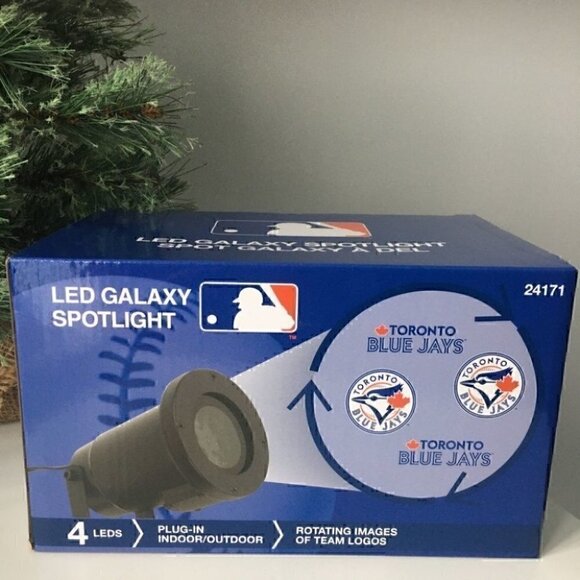 LED GALAXY SPOTLIGHT
SPOT GALAXY À DEL
LED GALAXY
SPOTLIGHT
TM
24171
TORONTO
BLUE JAYS
TORONTO
BLUE JAYS
TORONTO
BLUE JAYS
TORONTO
BLUE JAYS
4 LEDS
PLUG-IN
INDOOR/OUTDOOR
ROTATING IMAGES
OF TEAM LOGOS